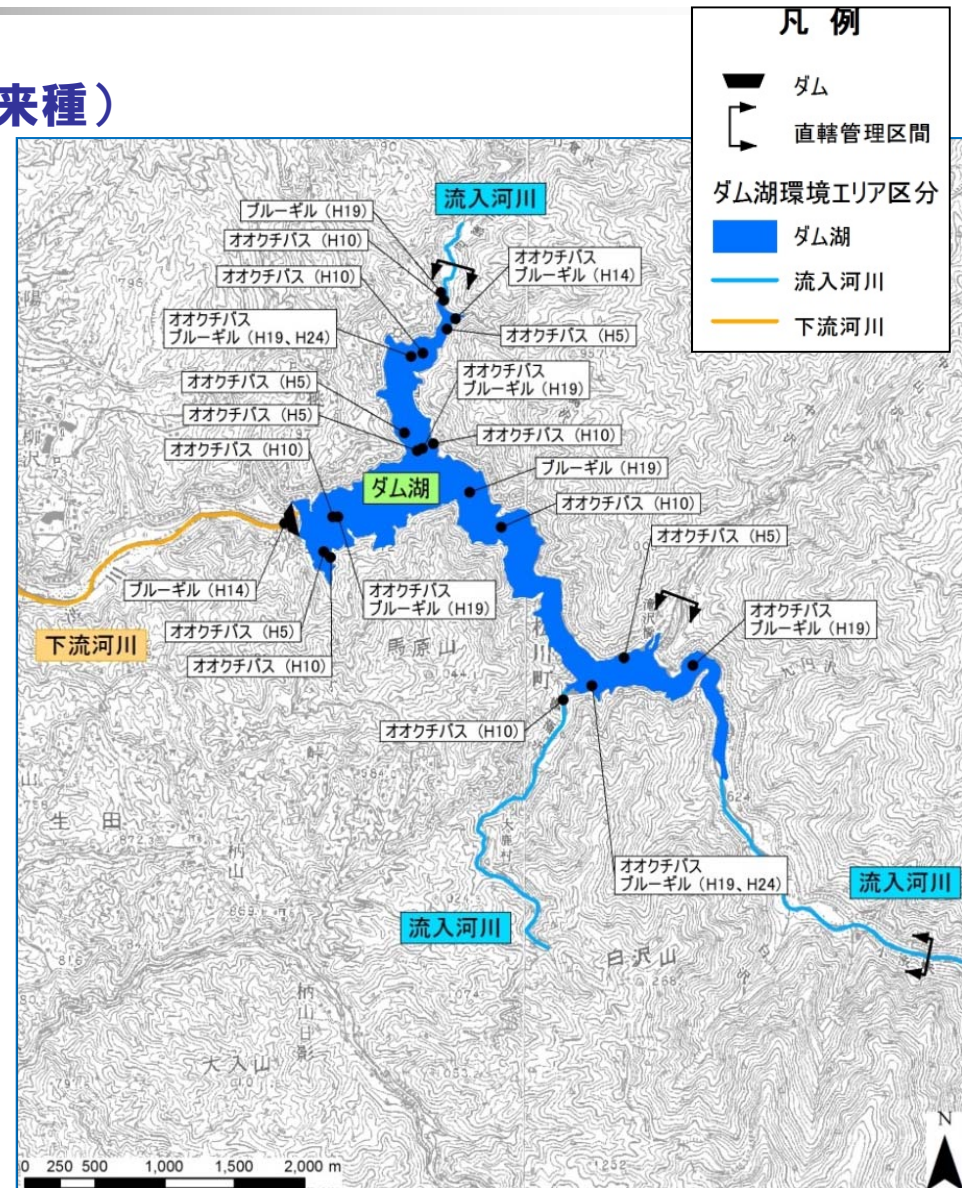 来種）
凡 例
ダム
直轄管理区間
ダム湖環境エリア区分
ダム湖
流入河川
下流河川
流入河川
ブルーギル（H19）
オオクチバス（H10）
オオクチバス（H10）
オオクチバス
ブルーギル（H14）
オオクチバス
ブルーギル（H19、H24）
オオクチバス（H5）
オオクチバス（H5）
オオクチバス
ブルーギル（H19）
オオクチバス（H5）
オオクチバス（H10）
オオクチバス（H10）
ブルーギル（H19）
ダム湖
オオクチバス（H10）
オオクチバス（H5）
ブルーギル（H14）
オオクチバス
ブルーギル（H19）
オオクチバス
ブルーギル（H19）
オオクチバス（H5）
下流河川
馬原山
オオクチバス（H10）
川町
オオクチバス（H10）
生田
大鹿村
柄山
オオクチバス
ブルーギル（H19、H24）
流入河川
流入河川
白沢山
柄山日影
大入山
N
0 250 500 1,000 1,500 2,000 m